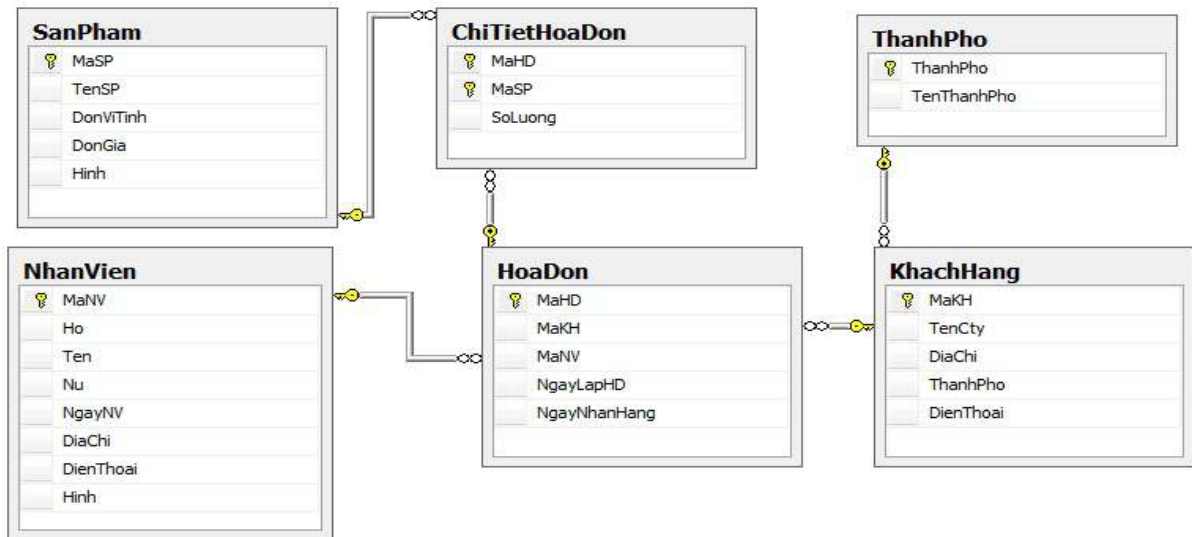 SanPham
MaSP
TenSP
DonViTinh
DonGia
Hinh
ChiTietHoaDon
MaHD
MaSP
SoLuong
ThanhPho
ThanhPho
TenThanhPho
NhanVien
MaNV
Ho
Ten
Nu
NgayNV
DiaChi
DienThoai
Hinh
HoaDon
MaHD
MaKH
MaNV
NgayLapHD
NgayNhanHang
KhachHang
MaKH
TenCty
DiaChi
ThanhPho
DienThoai